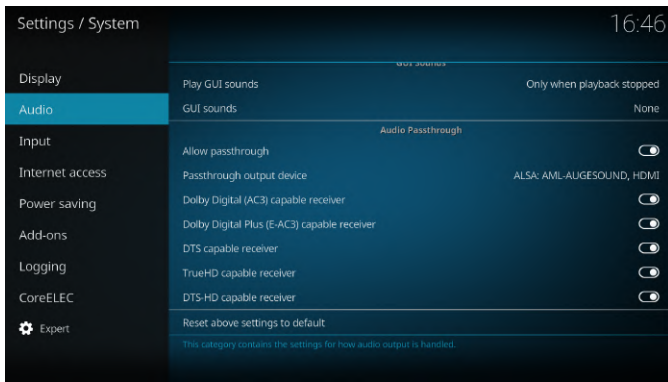 Settings / System
16:46
Display
Audio
Input
Internet access
Power saving
Add-ons
Logging
CoreELEC
Expert
GUI sounds
Play GUI sounds Only when playback stopped
GUI sounds None
Audio Passthrough
Allow passthrough
Passthrough output device ALSA: AML-AUGESOUND, HDMI
Dolby Digital (AC3) capable receiver
Dolby Digital Plus (E-AC3) capable receiver
DTS capable receiver
TrueHD capable receiver
DTS-HD capable receiver
Reset above settings to default
This category contains the settings for how audio output is handled.